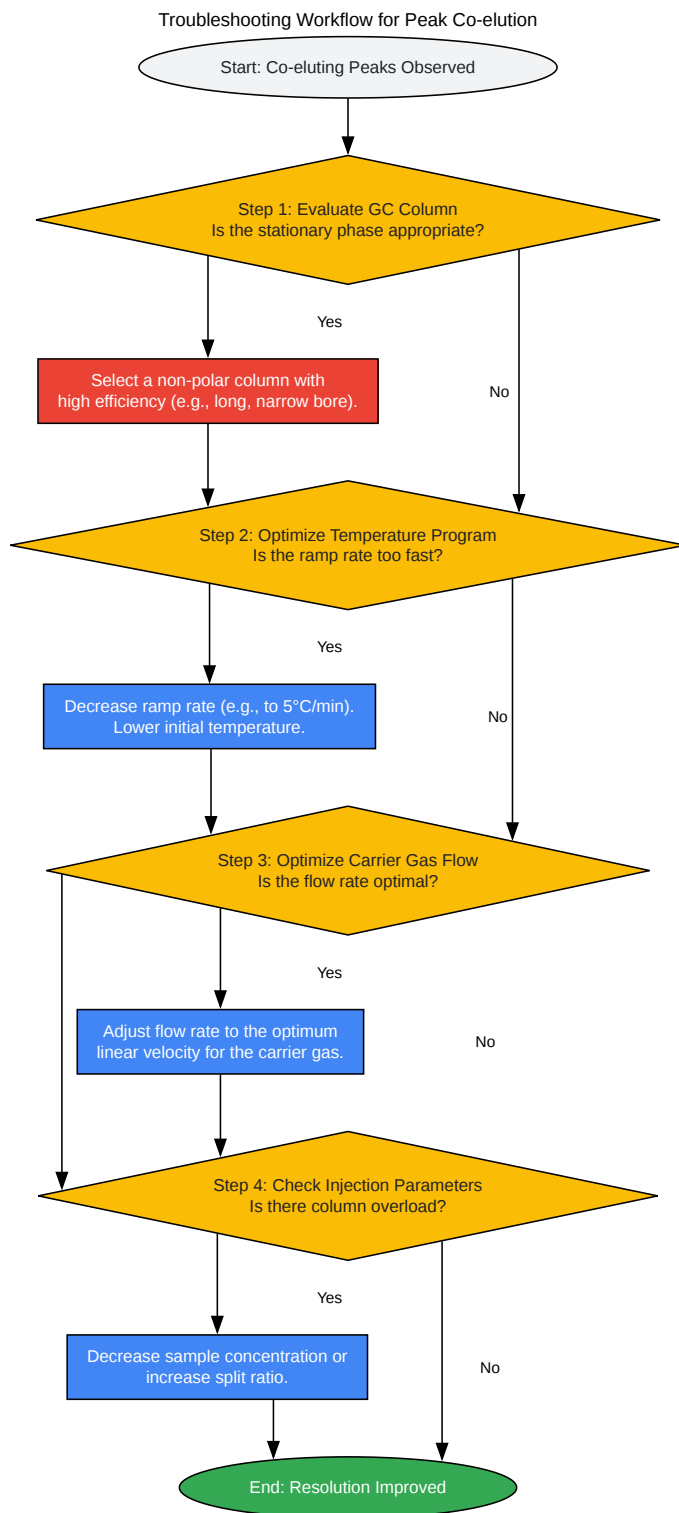 Troubleshooting Workflow for Peak Co-elution
Start: Co-eluting Peaks Observed
Step 1: Evaluate GC Column
Is the stationary phase appropriate?
Yes
Select a non-polar column with
high efficiency (e.g., long, narrow bore).
No
Step 2: Optimize Temperature Program
Is the ramp rate too fast?
Yes
Decrease ramp rate (e.g., to 5°C/min).
Lower initial temperature.
No
Step 3: Optimize Carrier Gas Flow
Is the flow rate optimal?
Yes
Adjust flow rate to the optimum
linear velocity for the carrier gas.
No
Step 4: Check Injection Parameters
Is there column overload?
Yes
Decrease sample concentration or
increase split ratio.
No
End: Resolution Improved